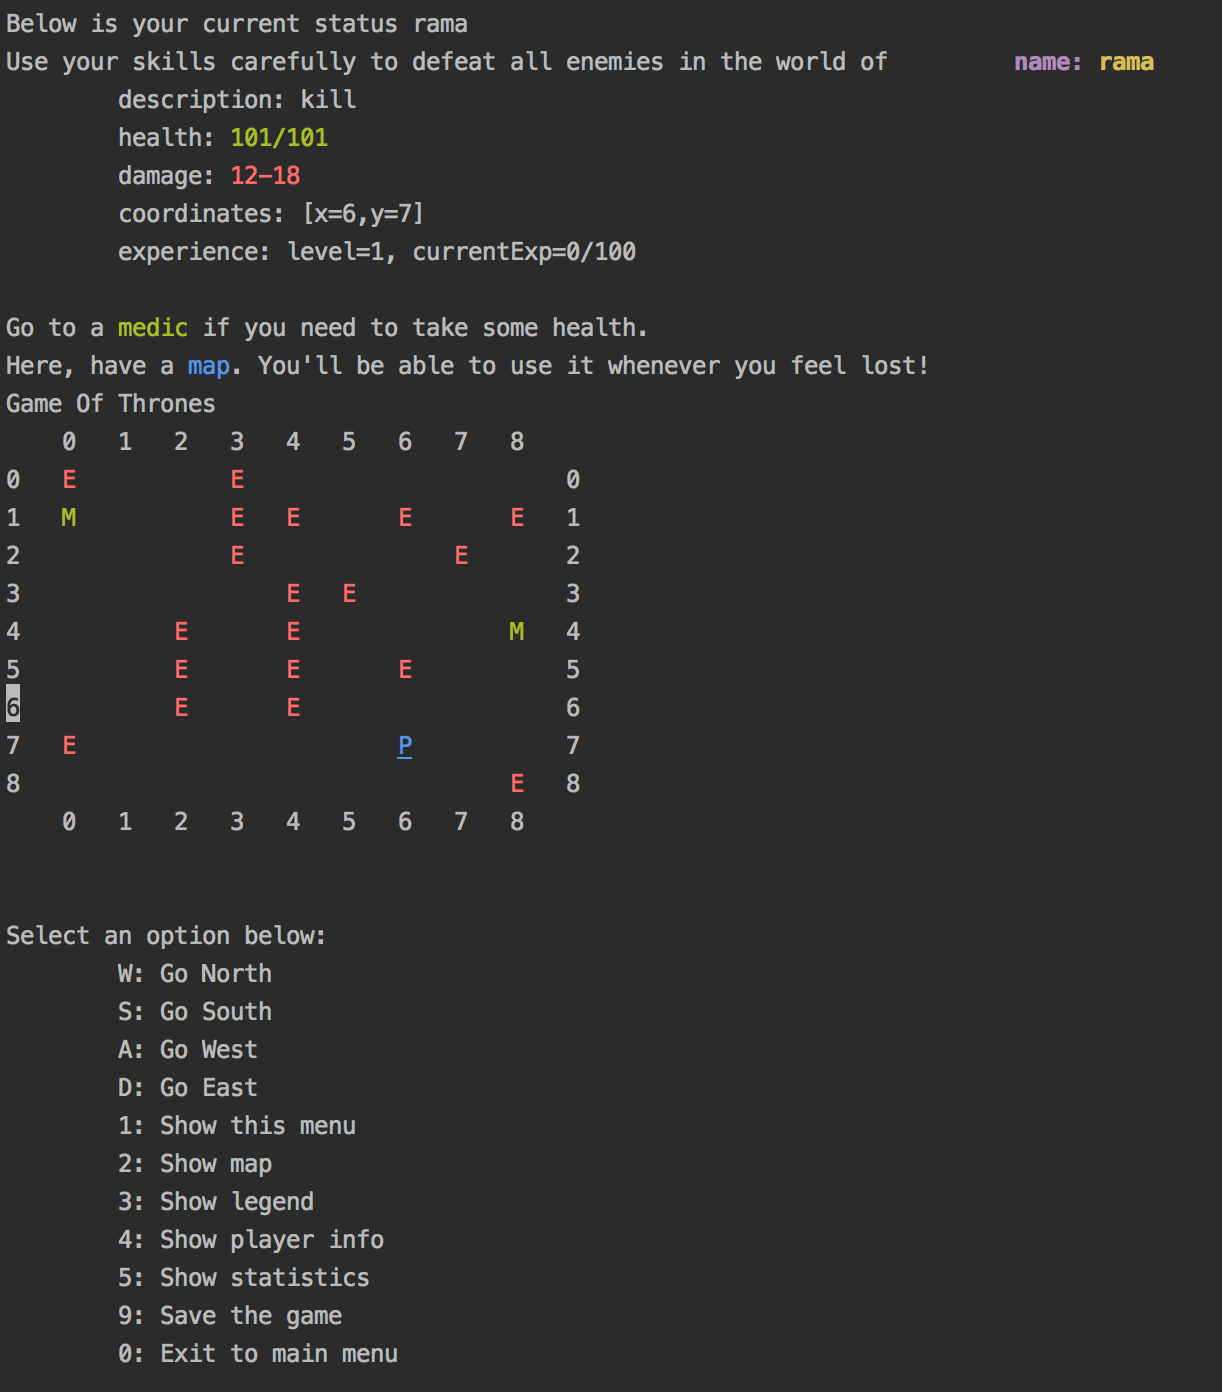 Below is your current status rama
Use your skills carefully to defeat all enemies in the world of         name: rama
        description: kill
        health: 101/101
        damage: 12-18
        coordinates: [x=6,y=7]
        experience: level=1, currentExp=0/100

Go to a medic if you need to take some health.
Here, have a map. You'll be able to use it whenever you feel lost!
Game Of Thrones
    0   1   2   3   4   5   6   7   8
0   E           E                       0
1   M           E   E       E       E   1
2               E               E       2
3                   E   E               3
4           E       E               M   4
5           E       E       E           5
6           E       E                   6
7   E                       P           7
8                                   E   8
    0   1   2   3   4   5   6   7   8

Select an option below:
        W: Go North
        S: Go South
        A: Go West
        D: Go East
        1: Show this menu
        2: Show map
        3: Show legend
        4: Show player info
        5: Show statistics
        9: Save the game
        0: Exit to main menu